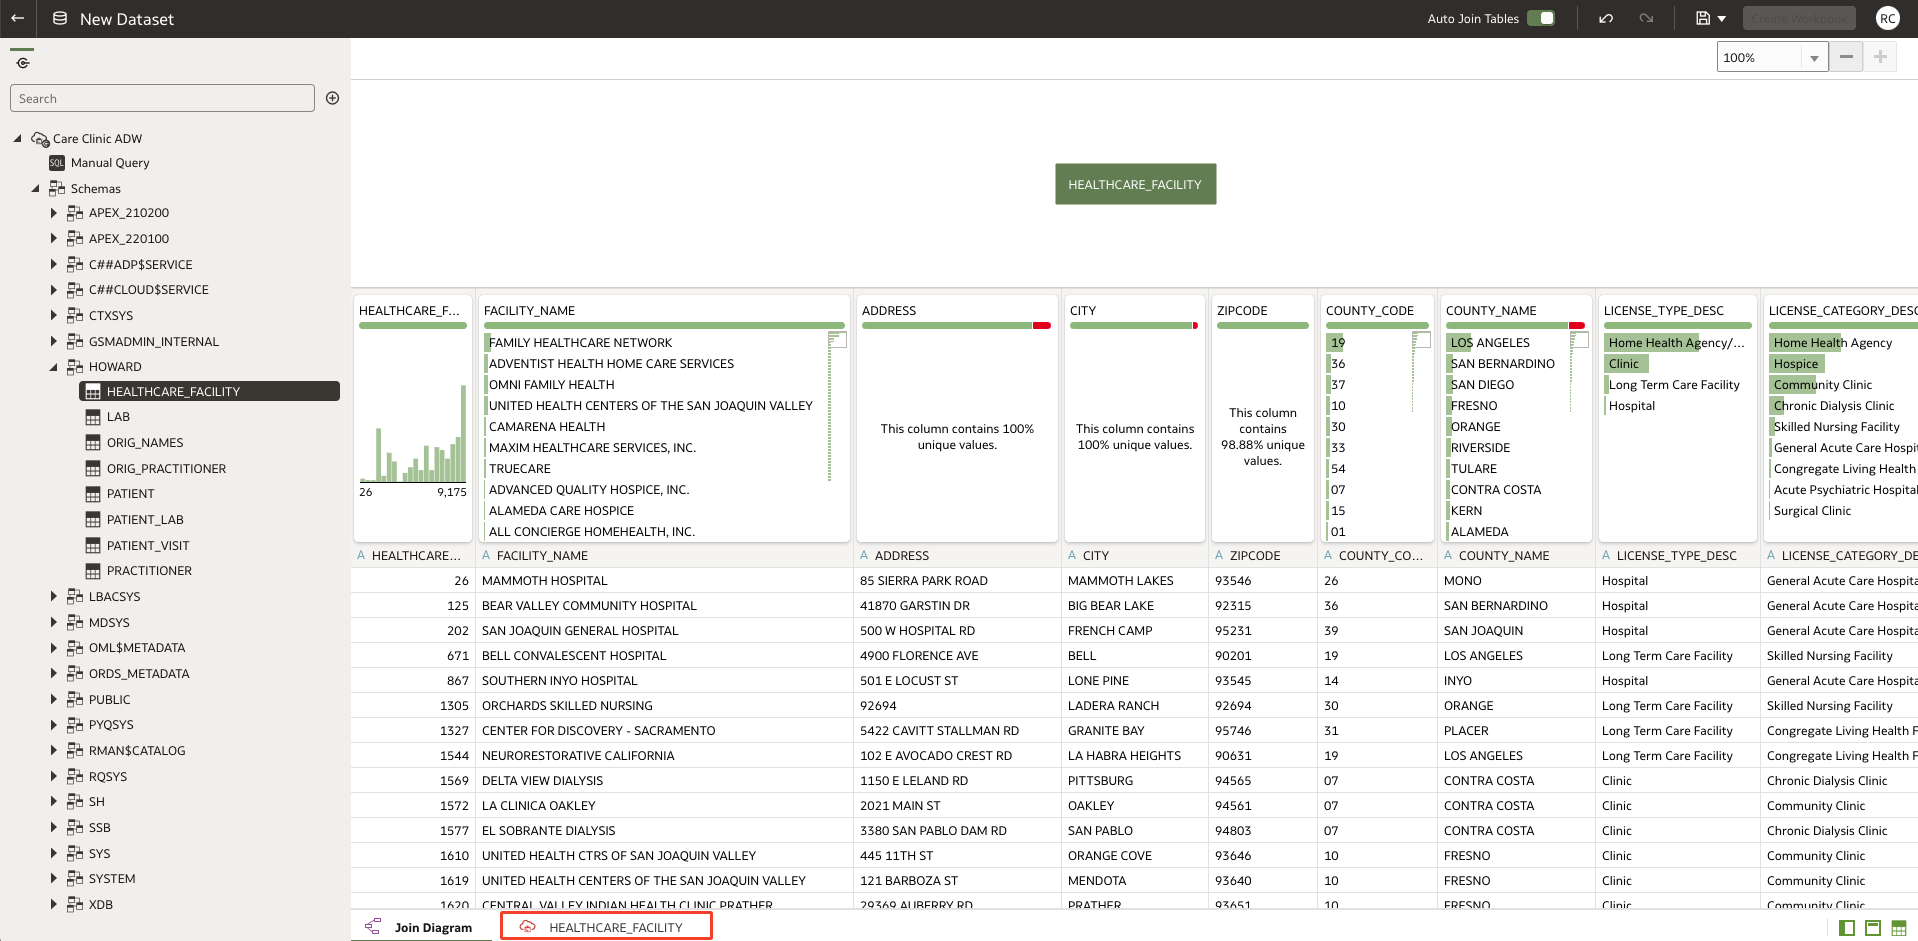 New Dataset
Auto Join Tables
Create Workbook
RC
100%
Search
Care Clinic ADW
SQL Manual Query
Schemas
APEX_210200
APEX_220100
C##ADP$SERVICE
C##CLOUD$SERVICE
CTXSYS
GSMADMIN_INTERNAL
HOWARD
HEALTHCARE_FACILITY
LAB
ORIG_NAMES
ORIG_PRACTITIONER
PATIENT
PATIENT_LAB
PATIENT_VISIT
PRACTITIONER
LBACSYS
MDSYS
OML$METADATA
ORDS_METADATA
PUBLIC
PYQSYS
RMAN$CATALOG
RQSYS
SH
SSB
SYS
SYSTEM
XDB
HEALTHCARE_FACILITY
HEALTHCARE_F...
26 9,175
FACILITY_NAME
FAMILY HEALTHCARE NETWORK
ADVENTIST HEALTH HOME CARE SERVICES
OMNI FAMILY HEALTH
UNITED HEALTH CENTERS OF THE SAN JOAQUIN VALLEY
CAMARENA HEALTH
MAXIM HEALTHCARE SERVICES, INC.
TRUECARE
ADVANCED QUALITY HOSPICE, INC.
ALAMEDA CARE HOSPICE
ALL CONCIERGE HOMEHEALTH, INC.
ADDRESS
This column contains 100%
unique values.
CITY
This column contains
100% unique values.
ZIPCODE
This column
contains
98.88% unique
values.
COUNTY_CODE
19
36
37
10
30
33
54
07
15
01
COUNTY_NAME
LOS ANGELES
SAN BERNARDINO
SAN DIEGO
FRESNO
ORANGE
RIVERSIDE
TULARE
CONTRA COSTA
KERN
ALAMEDA
LICENSE_TYPE_DESC
Home Health Agency/...
Clinic
Long Term Care Facility
Hospital
LICENSE_CATEGORY_DESC
Home Health Agency
Hospice
Community Clinic
Chronic Dialysis Clinic
Skilled Nursing Facility
General Acute Care Hospit
Congregate Living Health
Acute Psychiatric Hospital
Surgical Clinic
A HEALTHCARE... A FACILITY_NAME A ADDRESS A CITY A ZIPCODE A COUNTY_CO... A COUNTY_NAME A LICENSE_TYPE_DESC A LICENSE_CATEGORY_DE
26 MAMMOTH HOSPITAL 85 SIERRA PARK ROAD MAMMOTH LAKES 93546 26 MONO Hospital General Acute Care Hospita
125 BEAR VALLEY COMMUNITY HOSPITAL 41870 GARSTIN DR BIG BEAR LAKE 92315 36 SAN BERNARDINO Hospital General Acute Care Hospita
202 SAN JOAQUIN GENERAL HOSPITAL 500 W HOSPITAL RD FRENCH CAMP 95231 39 SAN JOAQUIN Hospital General Acute Care Hospita
671 BELL CONVALESCENT HOSPITAL 4900 FLORENCE AVE BELL 90201 19 LOS ANGELES Long Term Care Facility Skilled Nursing Facility
867 SOUTHERN INYO HOSPITAL 501 E LOCUST ST LONE PINE 93545 14 INYO Hospital General Acute Care Hospita
1305 ORCHARDS SKILLED NURSING 92694 LADERA RANCH 92694 30 ORANGE Long Term Care Facility Skilled Nursing Facility
1327 CENTER FOR DISCOVERY - SACRAMENTO 5422 CAVITT STALLMAN RD GRANITE BAY 95746 31 PLACER Long Term Care Facility Congregate Living Health F
1544 NEURORESTORATIVE CALIFORNIA 102 E AVOCADO CREST RD LA HABRA HEIGHTS 90631 19 LOS ANGELES Long Term Care Facility Congregate Living Health F
1569 DELTA VIEW DIALYSIS 1150 E LELAND RD PITTSBURG 94565 07 CONTRA COSTA Clinic Chronic Dialysis Clinic
1572 LA CLINICA OAKLEY 2021 MAIN ST OAKLEY 94561 07 CONTRA COSTA Clinic Community Clinic
1577 EL SOBRANTE DIALYSIS 3380 SAN PABLO DAM RD SAN PABLO 94803 07 CONTRA COSTA Clinic Chronic Dialysis Clinic
1610 UNITED HEALTH CTRS OF SAN JOAQUIN VALLEY 445 11TH ST ORANGE COVE 93646 10 FRESNO Clinic Community Clinic
1619 UNITED HEALTH CENTERS OF THE SAN JOAQUIN VALLEY 121 BARBOZA ST MENDOTA 93640 10 FRESNO Clinic Community Clinic
1620 CENTRAL VALLEY INDIAN HEALTH CLINIC PRATHER 29369 AUBERRY RD PRATHER 93651 10 FRESNO Clinic Community Clinic
Join Diagram
HEALTHCARE_FACILITY